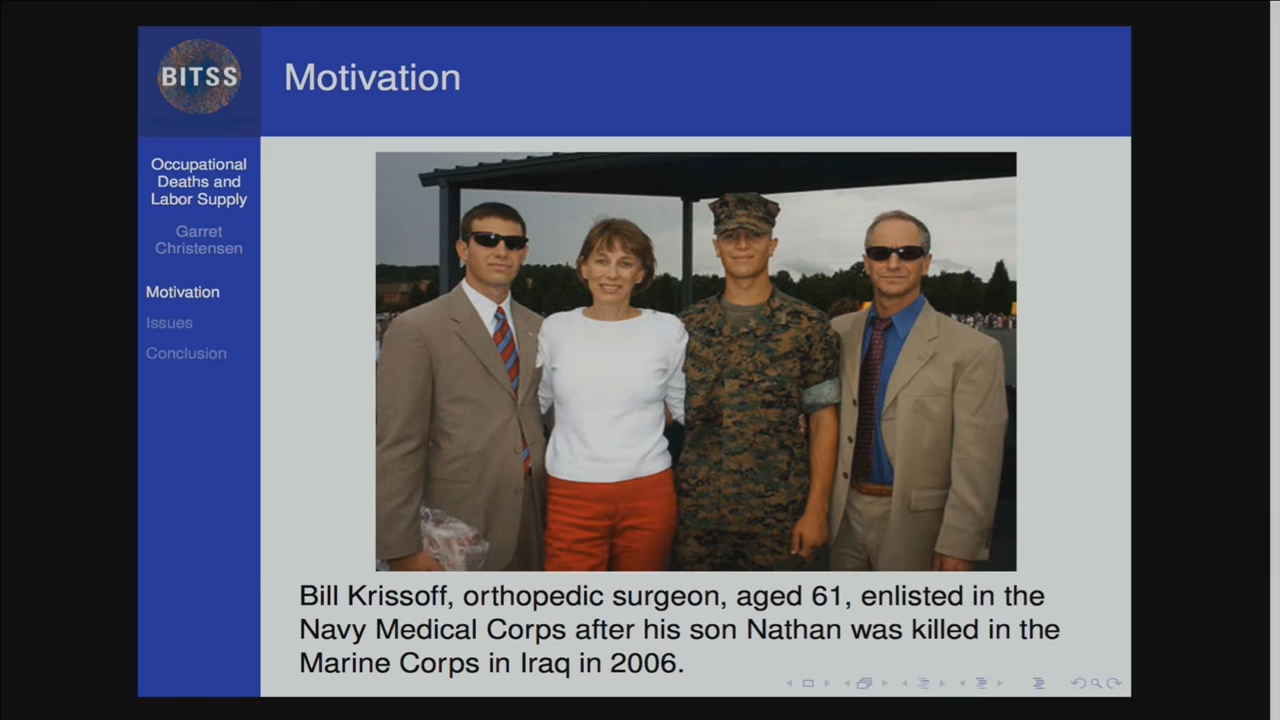 BITSS
Motivation
Occupational
Deaths and
Labor Supply
Garret
Christensen
Motivation
Issues
Conclusion
Bill Krissoff, orthopedic surgeon, aged 61, enlisted in the
Navy Medical Corps after his son Nathan was killed in the
Marine Corps in Iraq in 2006.